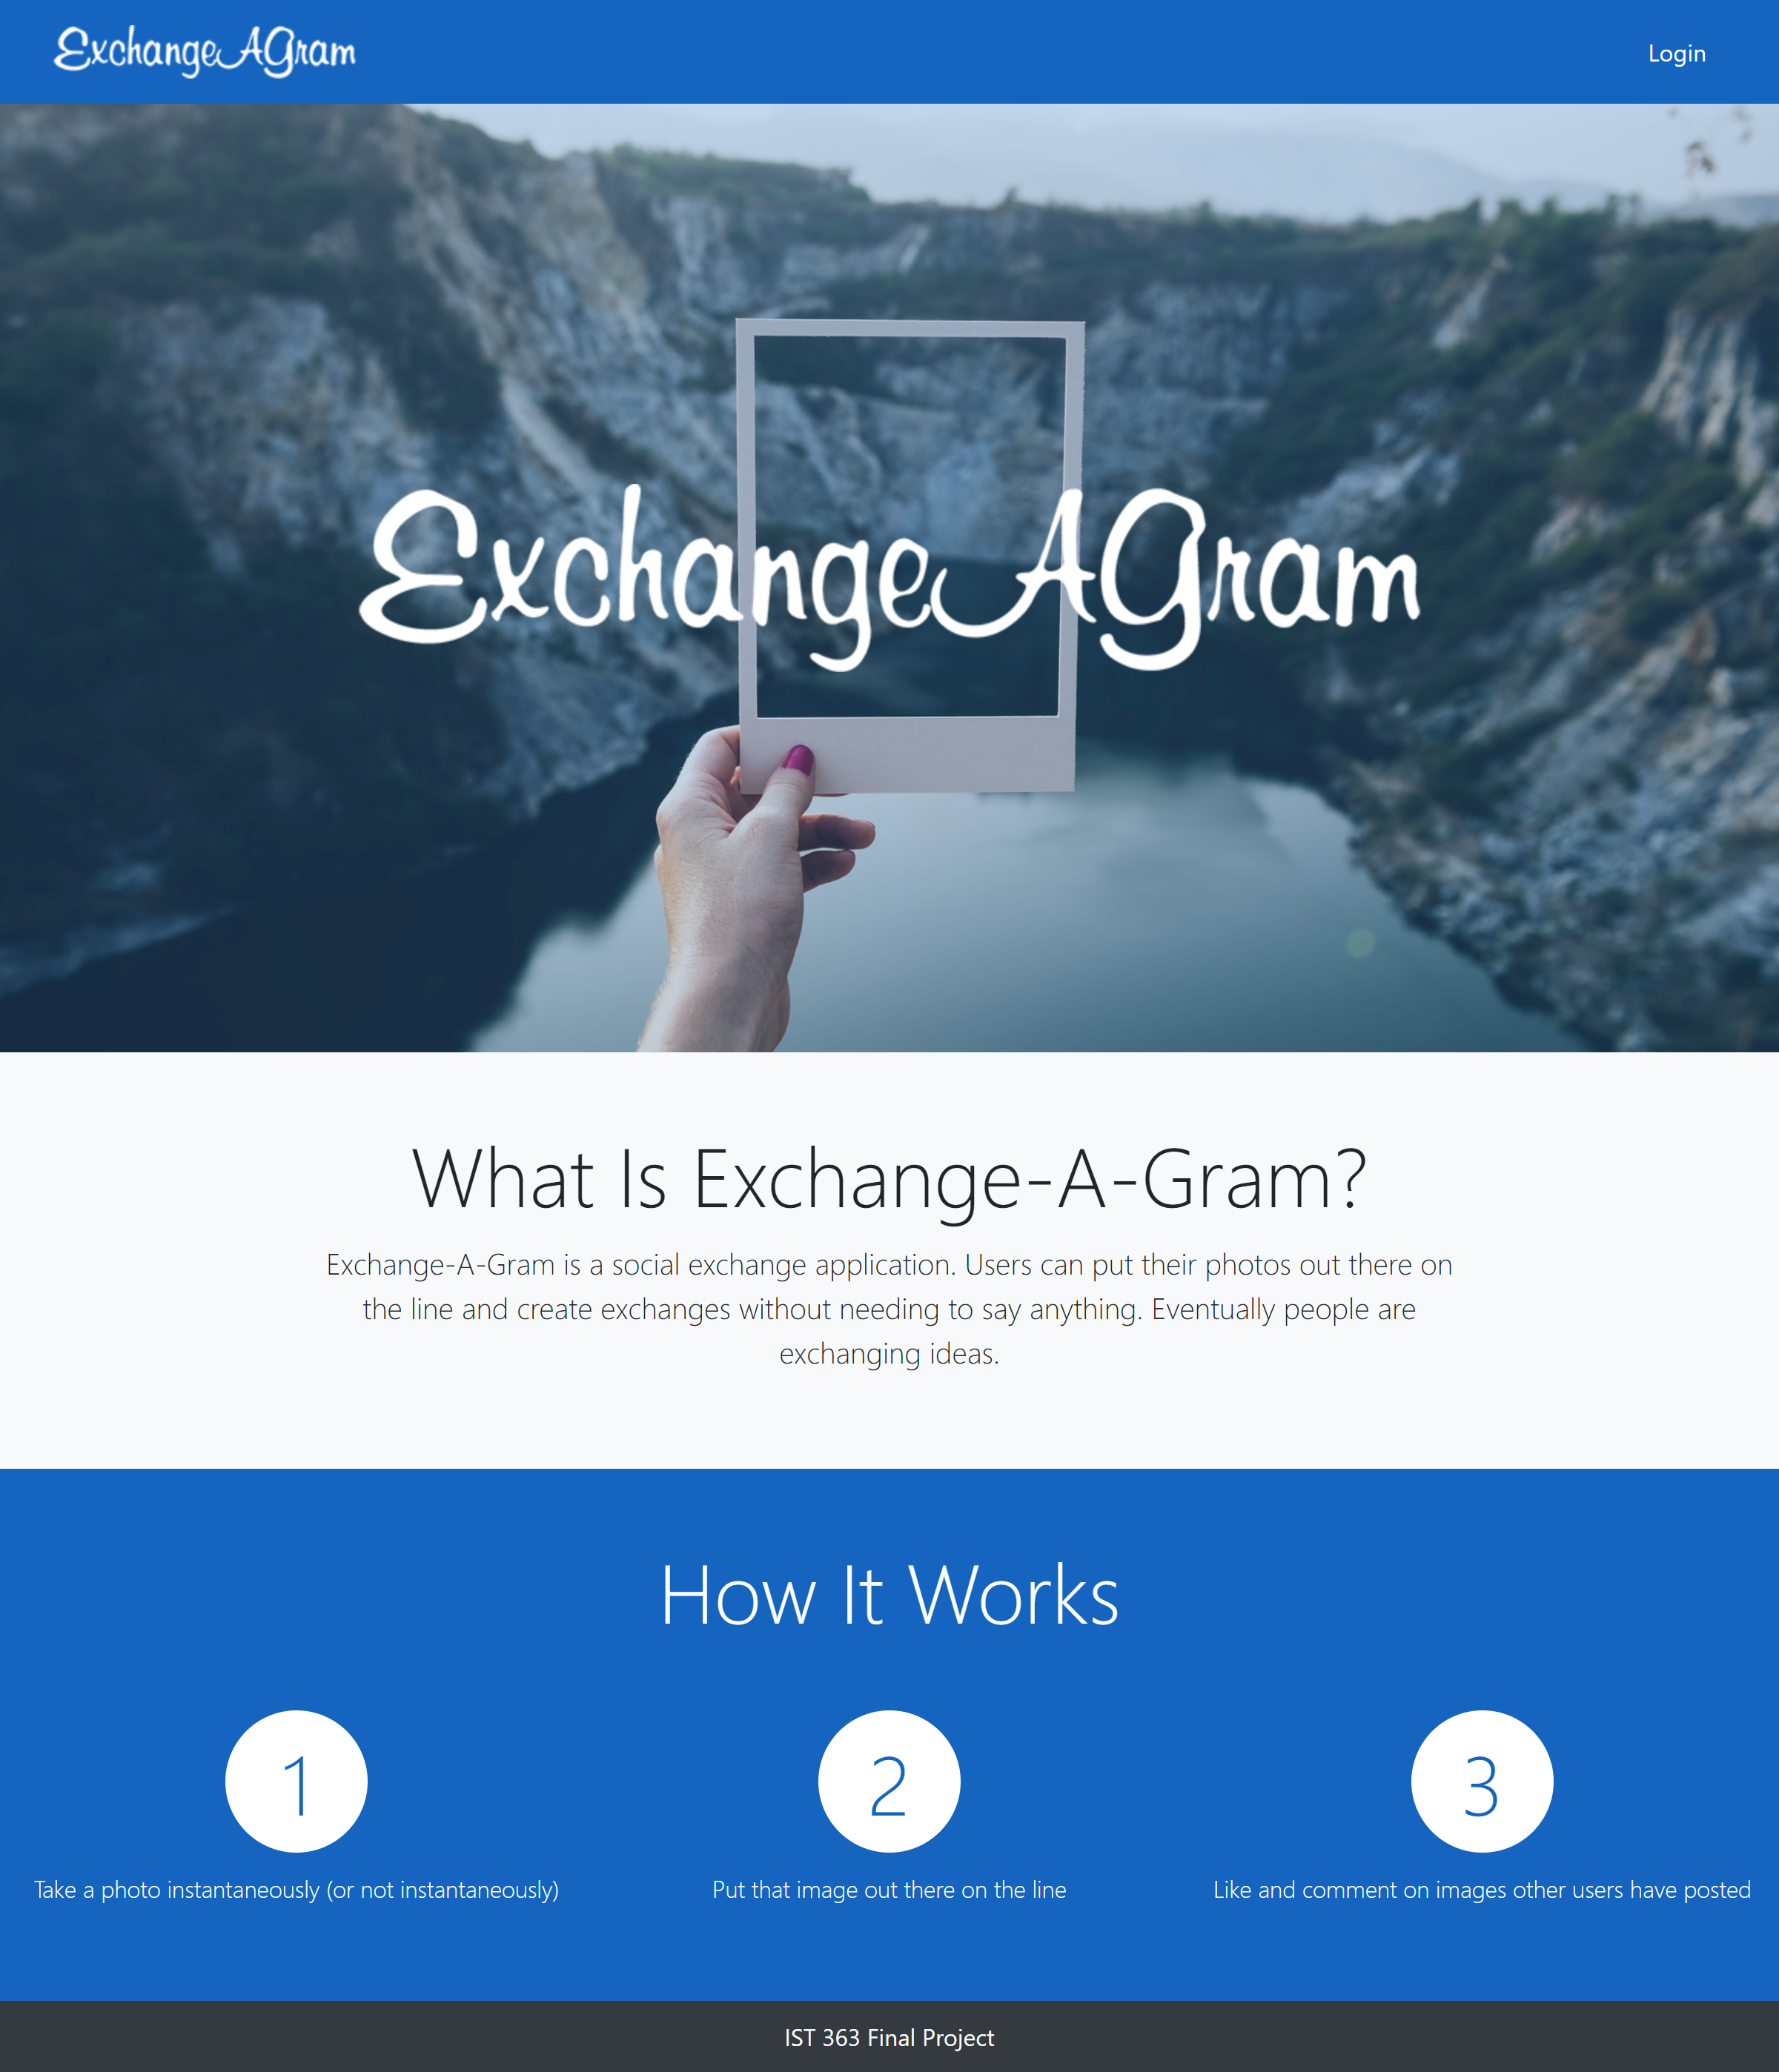 ExchangeAGram
Login
ExchangeAGram
What Is Exchange-A-Gram?
Exchange-A-Gram is a social exchange application. Users can put their photos out there on
the line and create exchanges without needing to say anything. Eventually people are
exchanging ideas.
How It Works
1
2
3
Take a photo instantaneously (or not instantaneously)
Put that image out there on the line
Like and comment on images other users have posted
IST 363 Final Project